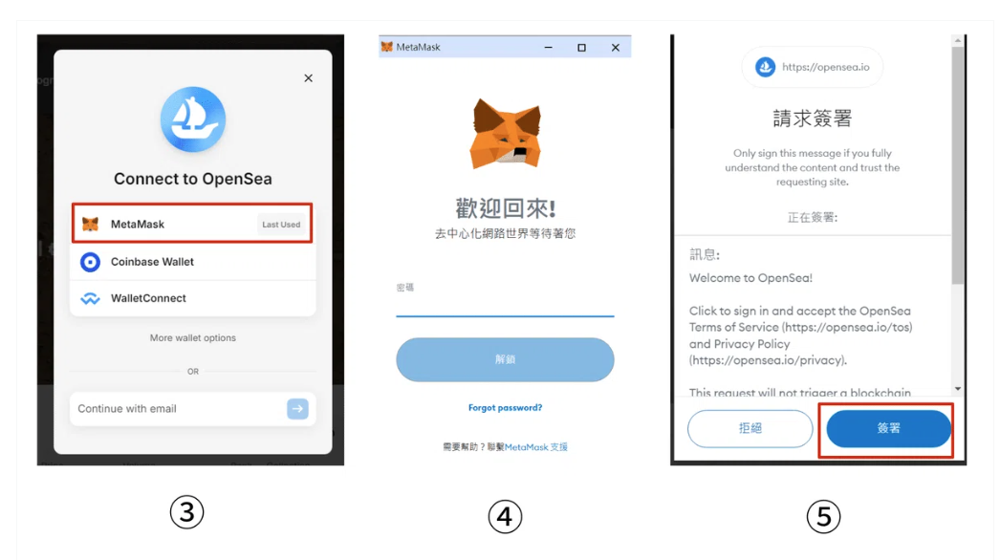 Connect to OpenSea
MetaMask
Last Used
Coinbase Wallet
WalletConnect
More wallet options
OR
Continue with email
③
MetaMask
歡迎回來!
去中心化網路世界等待著您
密碼
解鎖
Forgot password?
需要幫助？聯繫MetaMask 支援
④
https://opensea.io
請求簽署
Only sign this message if you fully
understand the content and trust the
requesting site.
正在簽署:
訊息:
Welcome to OpenSea!
Click to sign in and accept the OpenSea
Terms of Service (https://opensea.io/tos)
and Privacy Policy
(https://opensea.io/privacy).
This request will not trigger a blockchain
拒絕
簽署
⑤